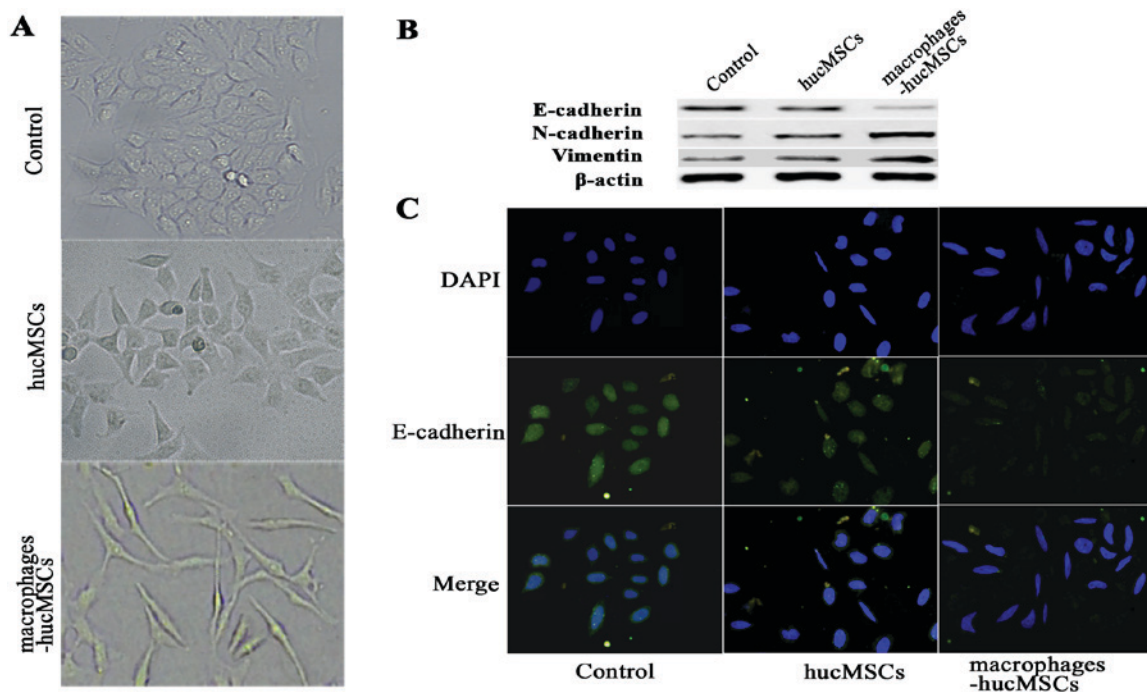 A
Control
hucMSCs
macrophages
-hucMSCs
B
Control
hucMSCs
macrophages
-hucMSCs
E-cadherin
N-cadherin
Vimentin
β-actin
C
DAPI
E-cadherin
Merge
Control
hucMSCs
macrophages
-hucMSCs